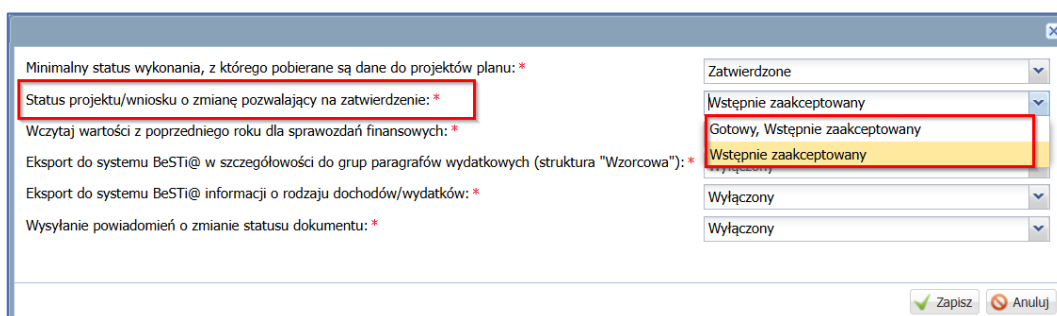 Minimalny status wykonania, z którego pobierane są dane do projektów planu: * Zatwierdzone
Status projektu/wniosku o zmianę pozwalający na zatwierdzenie: * Wstępnie zaakceptowany
Gotowy, Wstępnie zaakceptowany
Wczytaj wartości z poprzedniego roku dla sprawozdań finansowych: *
Wstępnie zaakceptowany
Eksport do systemu BeSTi@ w szczegółowości do grup paragrafów wydatkowych (struktura "Wzorcowa"): * Wyłączony
Eksport do systemu BeSTi@ informacji o rodzaju dochodów/wydatków: * Wyłączony
Wysyłanie powiadomień o zmianie statusu dokumentu: * Wyłączony
Zapisz Anuluj